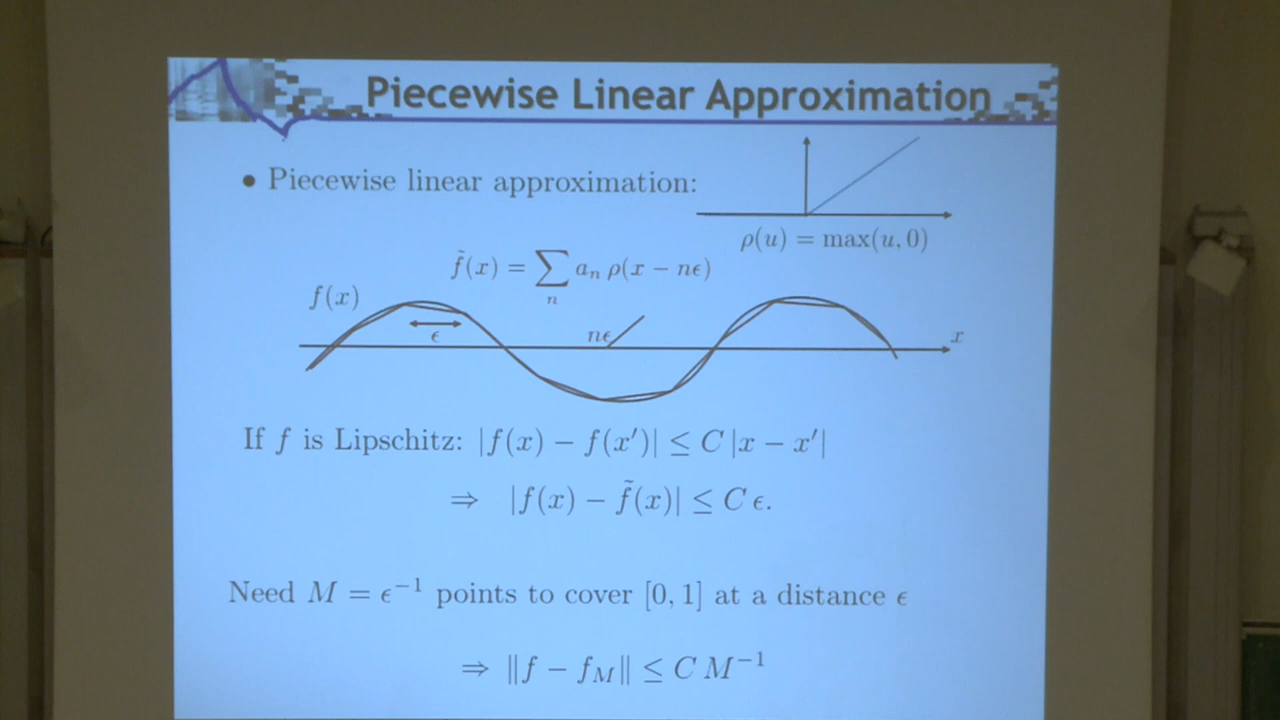 Piecewise Linear Approximation
• Piecewise linear approximation:
ρ(u) = max(u, 0)
f̃(x) = ∑ₙ aₙ ρ(x − nϵ)
f(x)
ϵ
nϵ
x
If f is Lipschitz: |f(x) − f(x′)| ≤ C |x − x′|
⇒ |f(x) − f̃(x)| ≤ C ϵ.
Need M = ϵ⁻¹ points to cover [0, 1] at a distance ϵ
⇒ ‖f − f_M‖ ≤ C M⁻¹